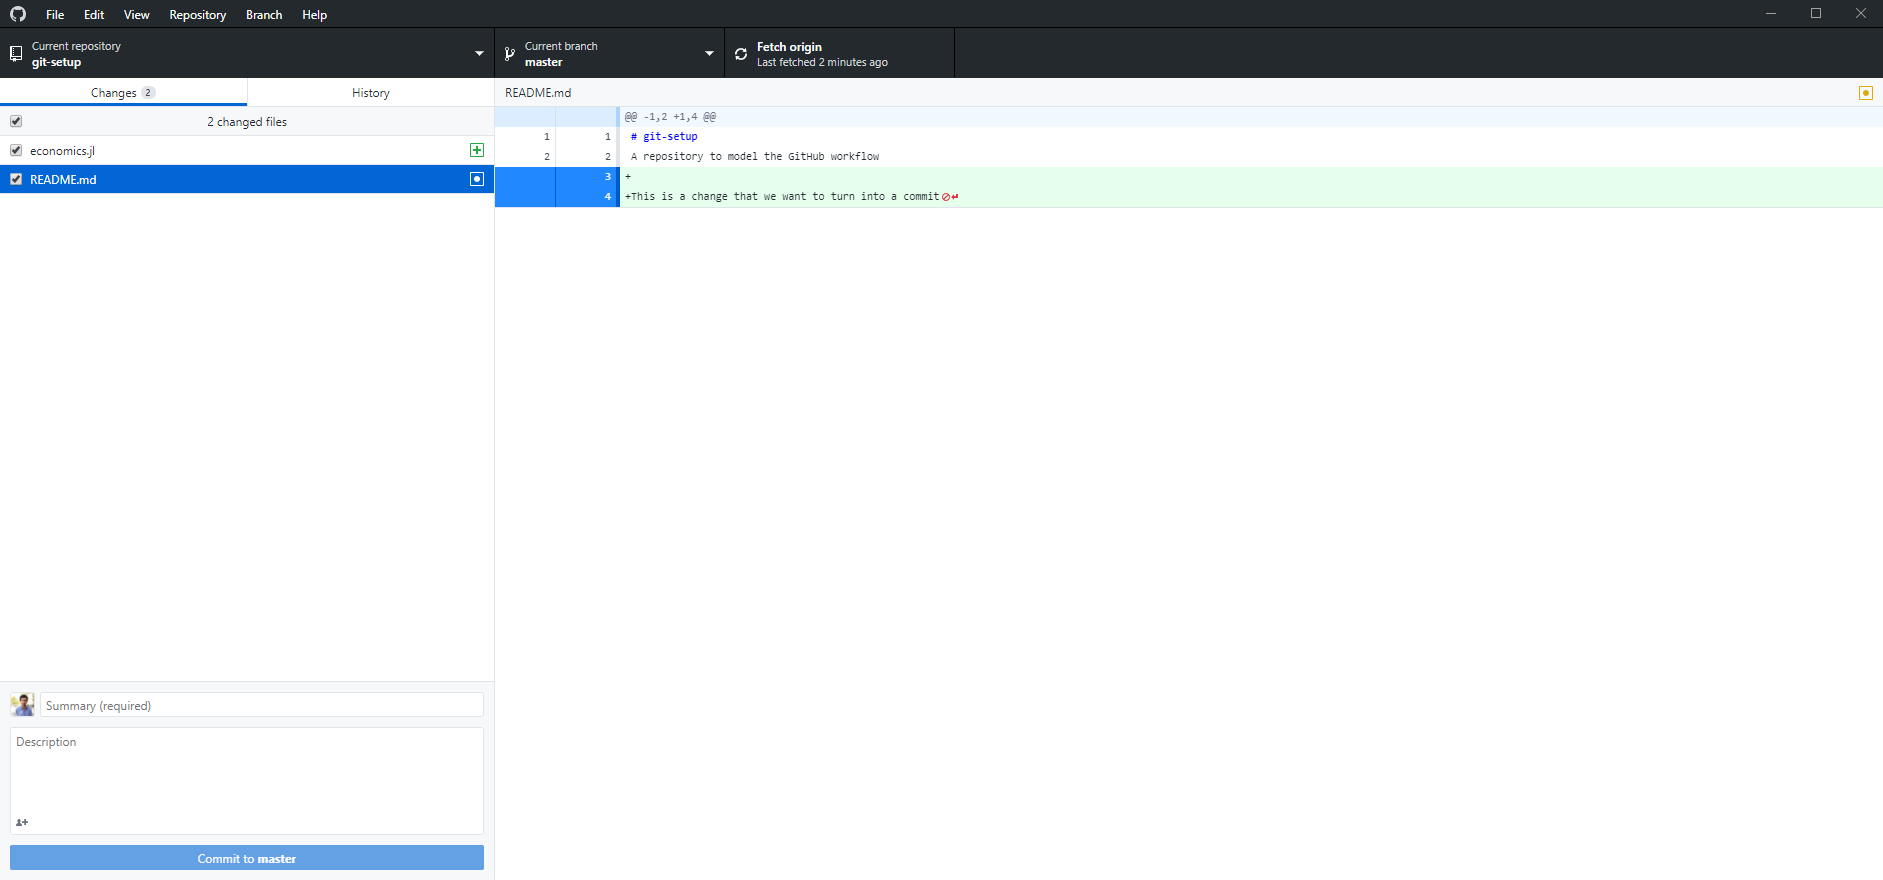 File Edit View Repository Branch Help
Current repository
git-setup
Current branch
master
Fetch origin
Last fetched 2 minutes ago
Changes 2
History
2 changed files
economics.jl
README.md
README.md
@@ -1,2 +1,4 @@
1 1 # git-setup
2 2 A repository to model the GitHub workflow
3 +
4 +This is a change that we want to turn into a commit
Summary (required)
Description
Commit to master